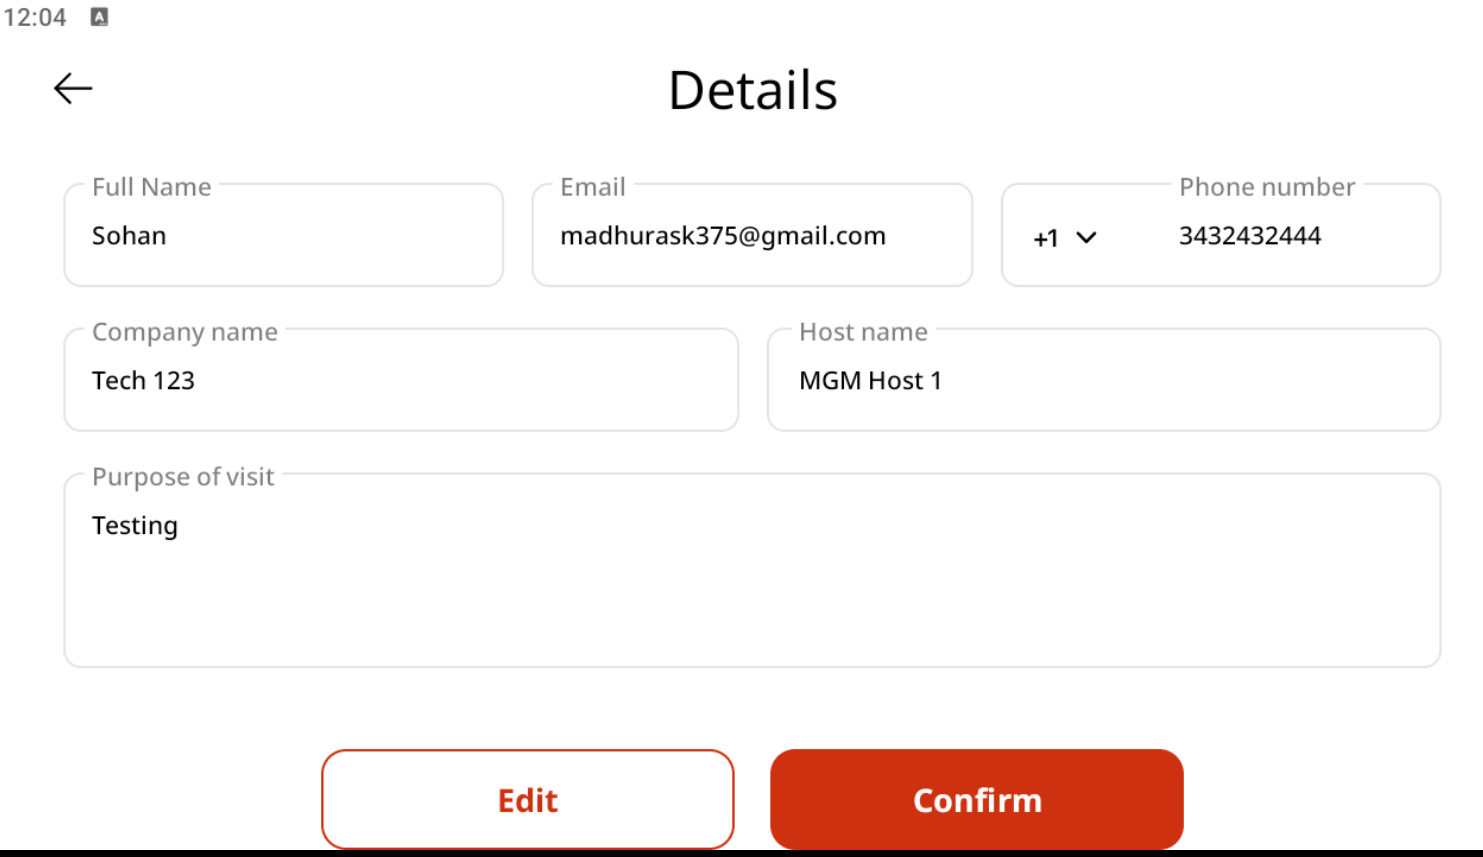 12:04
Details
Full Name
Sohan
Email
madhurask375@gmail.com
Phone number
+1 3432432444
Company name
Tech 123
Host name
MGM Host 1
Purpose of visit
Testing
Edit
Confirm